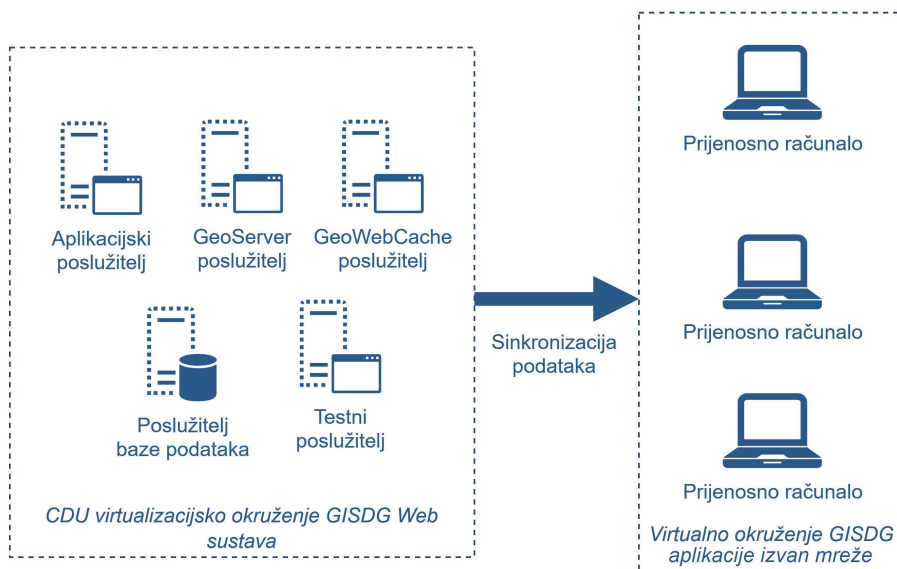 Aplikacijski
poslužitelj
GeoServer
poslužitelj
GeoWebCache
poslužitelj
Poslužitelj
baze podataka
Testni
poslužitelj
CDU virtualizacijsko okruženje GISDG Web
sustava
Sinkronizacija
podataka
Prijenosno računalo
Prijenosno računalo
Prijenosno računalo
Virtualno okruženje GISDG
aplikacije izvan mreže